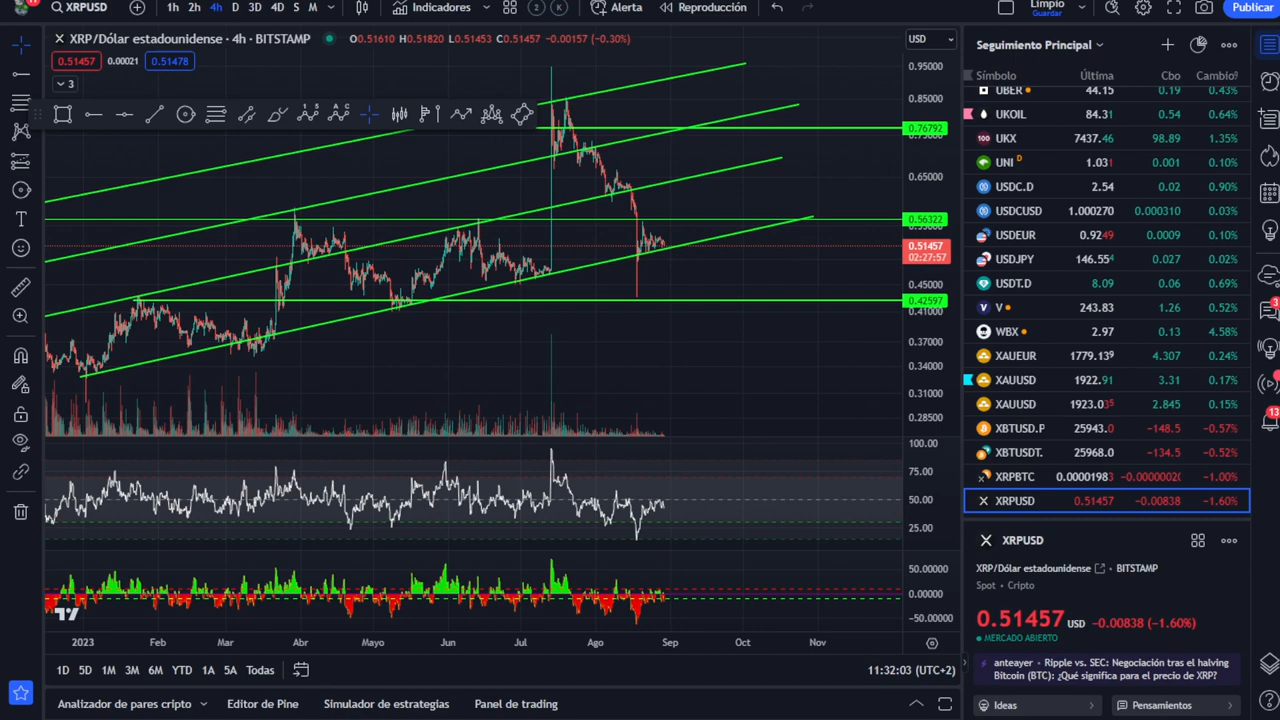 XRPUSD
1h 2h 4h D 3D 4D S M
Indicadores
2
K
Alerta
Reproducción
Limpio
Guardar
Publicar
XRP/Dólar estadounidense · 4h · BITSTAMP
O0.51610 H0.51820 L0.51453 C0.51457 -0.00157 (-0.30%)
0.51457 0.00021 0.51478
3
USD
0.95000
0.85000
0.76792
0.65000
0.56322
0.51457
02:27:57
0.45000
0.42597
0.41000
0.37000
0.34000
0.31000
0.28500
100.00
75.00
50.00
25.00
50.00000
0.00000
-50.00000
2023 Feb Mar Abr Mayo Jun Jul Ago Sep Oct Nov
1D 5D 1M 3M 6M YTD 1A 5A Todas
11:32:03 (UTC+2)
Analizador de pares cripto
Editor de Pine
Simulador de estrategias
Panel de trading
Seguimiento Principal
Símbolo Última Cbo Cambio%
UBER 44.15 0.19 0.43%
UKOIL 84.31 0.54 0.64%
UKX 7437.46 98.89 1.35%
UNI D 1.031 0.001 0.10%
USDC.D 2.54 0.02 0.90%
USDCUSD 1.000270 0.000310 0.03%
USDEUR 0.9249 0.0009 0.10%
USDJPY 146.554 0.027 0.02%
USDT.D 8.09 0.06 0.69%
V 243.83 1.26 0.52%
WBX 2.97 0.13 4.58%
XAUEUR 1779.139 4.307 0.24%
XAUUSD 1922.91 3.31 0.17%
XAUUSD 1923.035 2.845 0.15%
XBTUSD.P 25943.0 -148.5 -0.57%
XBTUSDT. 25968.0 -134.5 -0.52%
XRPBTC 0.00001983 -0.00000020 -1.00%
XRPUSD 0.51457 -0.00838 -1.60%
XRPUSD
XRP/Dólar estadounidense · BITSTAMP
Spot · Cripto
0.51457 USD -0.00838 (-1.60%)
MERCADO ABIERTO
anteayer · Ripple vs. SEC: Negociación tras el halving
Bitcoin (BTC): ¿Qué significa para el precio de XRP?
Ideas
Pensamientos
3
13